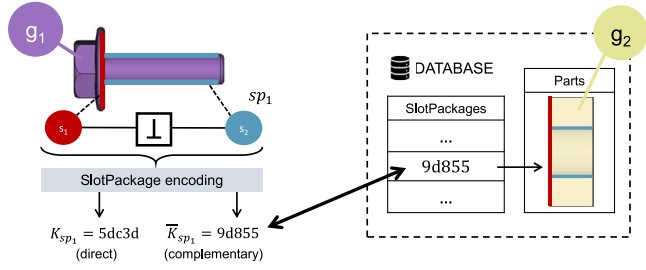 g₁
sp₁
s₁
⊥
s₂
SlotPackage encoding
K_sp₁ = 5dc3d
(direct)
K̅_sp₁ = 9d855
(complementary)
g₂
DATABASE
SlotPackages
...
9d855
...
Parts